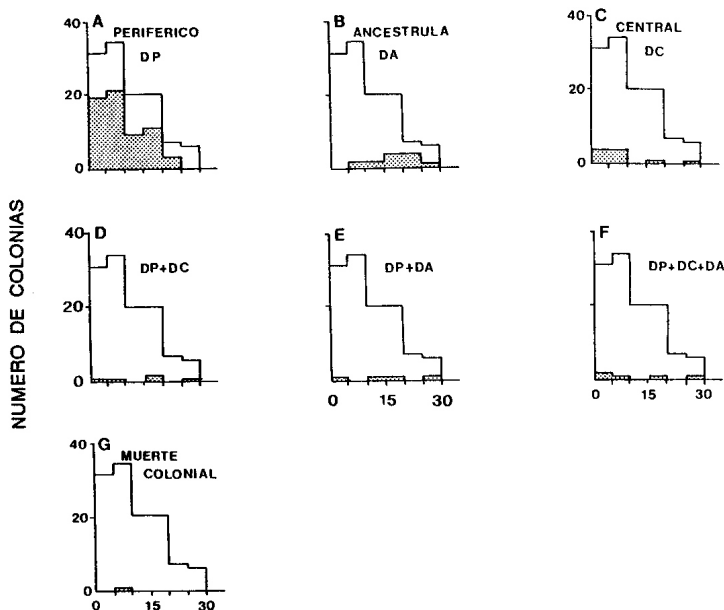 A
PERIFERICO
DP
40
20
0
B
ANCESTRULA
DA
C
CENTRAL
DC
40
20
0
NUMERO DE COLONIAS
D
DP+DC
40
20
0
E
DP+DA
0 15 30
F
DP+DC+DA
0 15 30
G
MUERTE
COLONIAL
40
20
0
0 15 30